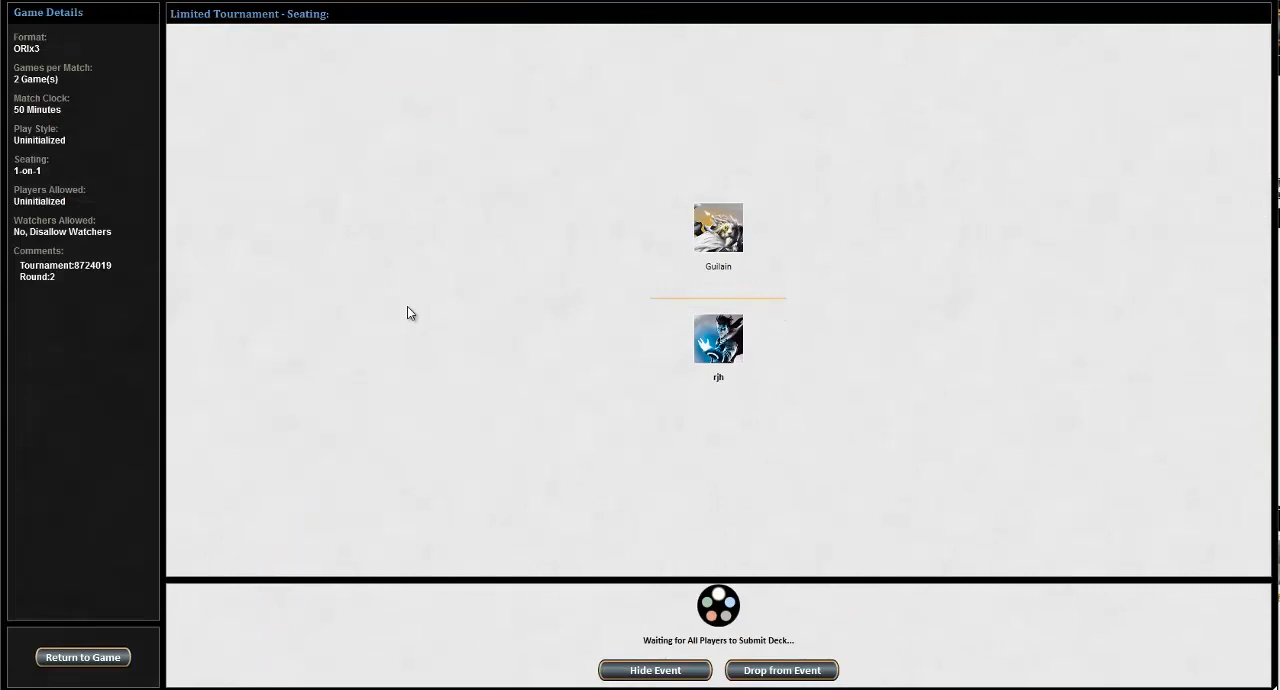 Game Details
Limited Tournament - Seating:
Format:
ORIx3
Games per Match:
2 Game(s)
Match Clock:
50 Minutes
Play Style:
Uninitialized
Seating:
1-on-1
Players Allowed:
Uninitialized
Watchers Allowed:
No, Disallow Watchers
Comments:
Tournament:8724019
Round:2
Guilain
rjh
Waiting for All Players to Submit Deck...
Return to Game
Hide Event
Drop from Event